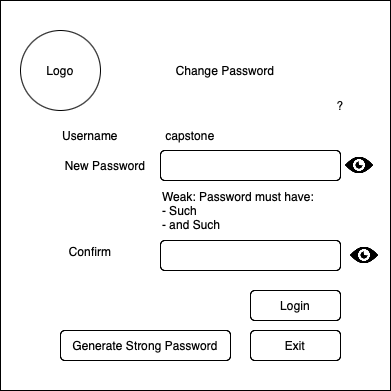 Logo
Change Password
?
Username
capstone
New Password
Weak: Password must have:
- Such
- and Such
Confirm
Login
Generate Strong Password
Exit